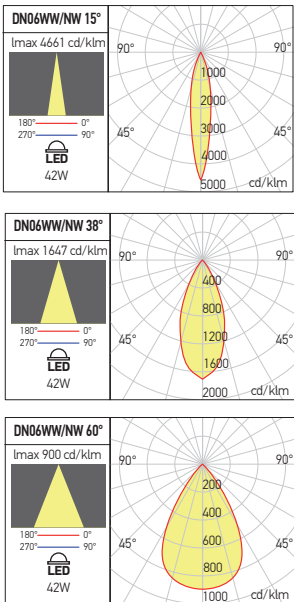 DN06WW/NW 15°
Imax 4661 cd/klm
180° 0°
270° 90°
LED
42W
90° 90°
1000
2000
45° 3000 45°
4000
5000 cd/klm
DN06WW/NW 38°
Imax 1647 cd/klm
180° 0°
270° 90°
LED
42W
90° 90°
400
800
45° 1200 45°
1600
2000 cd/klm
DN06WW/NW 60°
Imax 900 cd/klm
180° 0°
270° 90°
LED
42W
90° 90°
200
400
45° 600 45°
800
1000 cd/klm